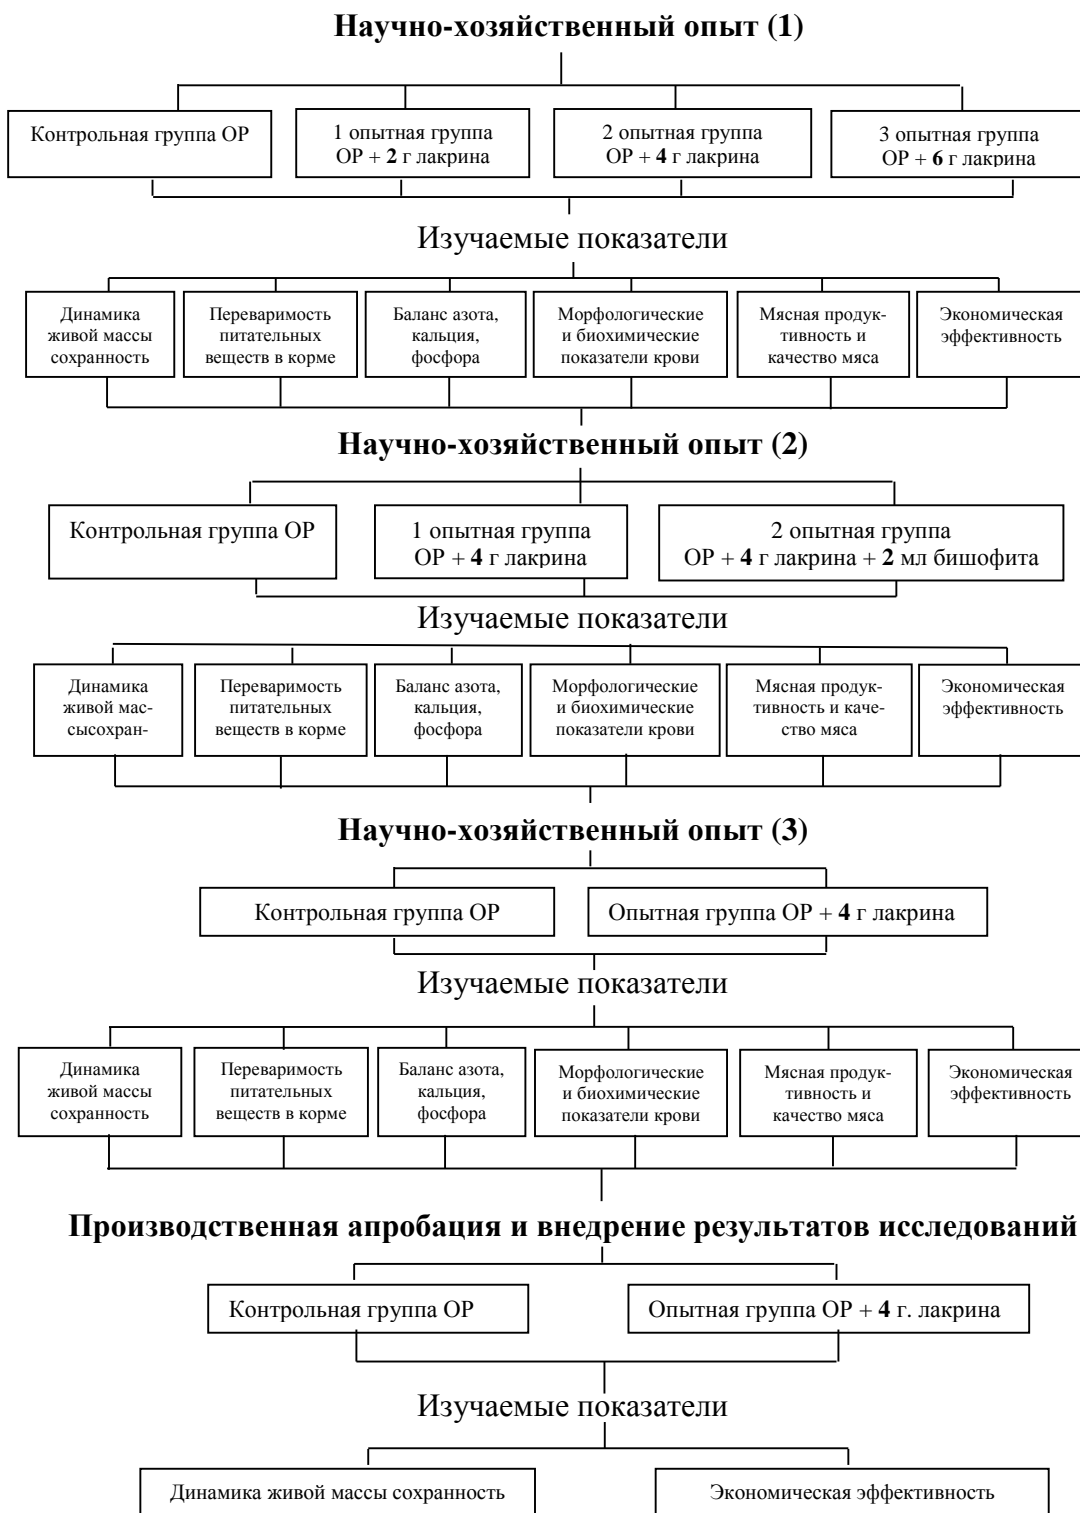 Научно-хозяйственный опыт (1)
Контрольная группа ОР
1 опытная группа
ОР + 2 г лакрина
2 опытная группа
ОР + 4 г лакрина
3 опытная группа
ОР + 6 г лакрина
Изучаемые показатели
Динамика
живой массы
сохранность
Переваримость
питательных
веществ в корме
Баланс азота,
кальция,
фосфора
Морфологические
и биохимические
показатели крови
Мясная продук-
тивность и
качество мяса
Экономическая
эффективность
Научно-хозяйственный опыт (2)
Контрольная группа ОР
1 опытная группа
ОР + 4 г лакрина
2 опытная группа
ОР + 4 г лакрина + 2 мл бишофита
Изучаемые показатели
Динамика
живой мас-
сысохран-
Переваримость
питательных
веществ в корме
Баланс азота,
кальция,
фосфора
Морфологические
и биохимические
показатели крови
Мясная продук-
тивность и каче-
ство мяса
Экономическая
эффективность
Научно-хозяйственный опыт (3)
Контрольная группа ОР
Опытная группа ОР + 4 г лакрина
Изучаемые показатели
Динамика
живой массы
сохранность
Переваримость
питательных
веществ в корме
Баланс азота,
кальция,
фосфора
Морфологические
и биохимические
показатели крови
Мясная продук-
тивность и
качество мяса
Экономическая
эффективность
Производственная апробация и внедрение результатов исследований
Контрольная группа ОР
Опытная группа ОР + 4 г. лакрина
Изучаемые показатели
Динамика живой массы сохранность
Экономическая эффективность